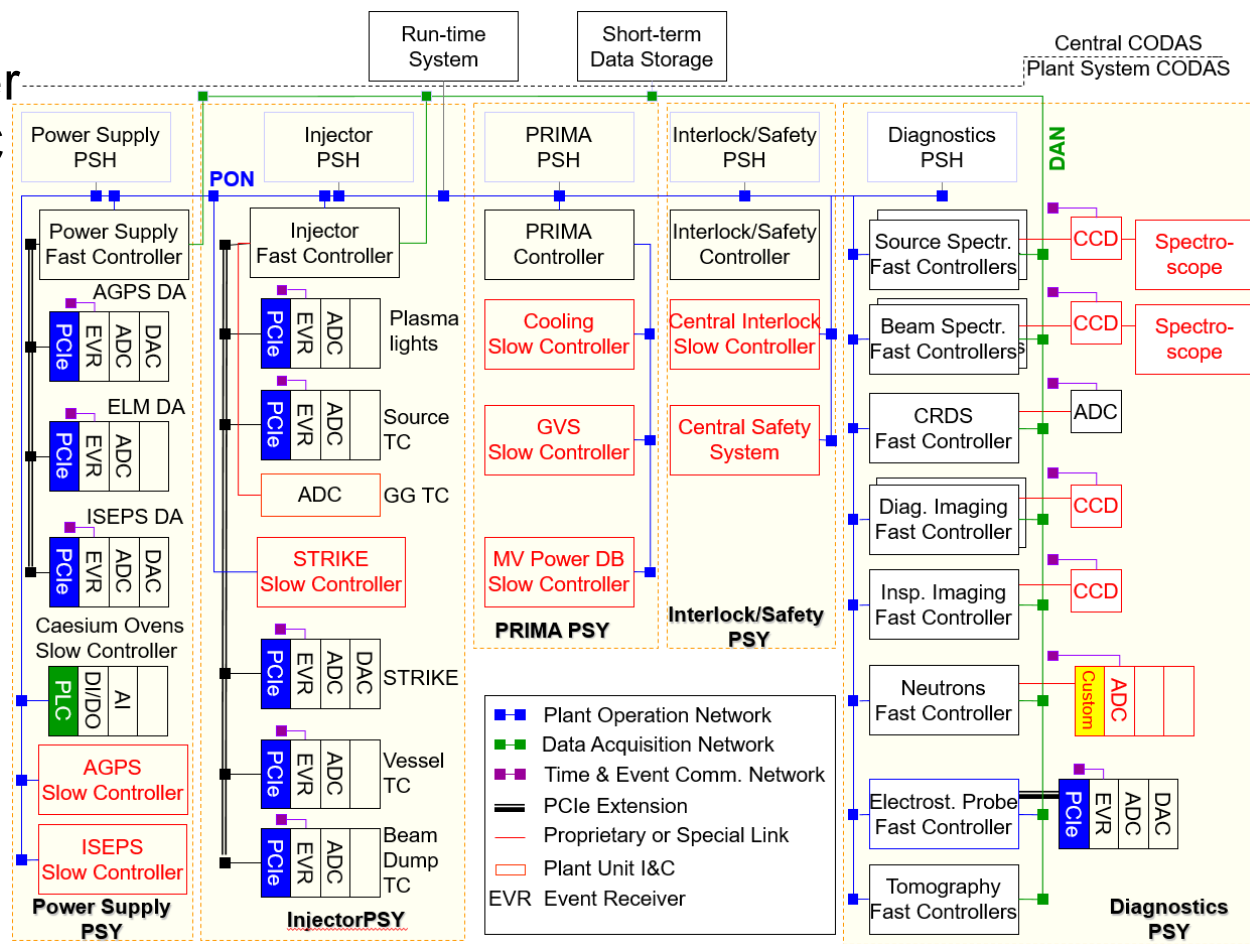 Run-time
System
Short-term
Data Storage
Central CODAS
Plant System CODAS
Power Supply
PSH
Injector
PSH
PRIMA
PSH
Interlock/Safety
PSH
Diagnostics
PSH
DAN
PON
Power Supply
Fast Controller
AGPS DA
PCIe
EVR
ADC
DAC
ELM DA
PCIe
EVR
ADC
ISEPS DA
PCIe
EVR
ADC
DAC
Caesium Ovens
Slow Controller
PLC
DI/DO
AI
AGPS
Slow Controller
ISEPS
Slow Controller
Power Supply
PSY
Injector
Fast Controller
PCIe
EVR
ADC
Plasma
lights
PCIe
EVR
ADC
Source
TC
ADC
GG TC
STRIKE
Slow Controller
PCIe
EVR
ADC
DAC
STRIKE
PCIe
EVR
ADC
Vessel
TC
PCIe
EVR
ADC
Beam
Dump
TC
InjectorPSY
PRIMA
Controller
Cooling
Slow Controller
GVS
Slow Controller
MV Power DB
Slow Controller
PRIMA PSY
Interlock/Safety
Controller
Central Interlock
Slow Controller
Central Safety
System
Interlock/Safety
PSY
Source Spectr.
Fast Controllers
CCD
Spectro-
scope
Beam Spectr.
Fast Controllers
CCD
Spectro-
scope
CRDS
Fast Controller
ADC
Diag. Imaging
Fast Controller
CCD
Insp. Imaging
Fast Controller
CCD
Neutrons
Fast Controller
Custom
ADC
Electrost. Probe
Fast Controller
PCIe
EVR
ADC
DAC
Tomography
Fast Controllers
Diagnostics
PSY
Plant Operation Network
Data Acquisition Network
Time & Event Comm. Network
PCIe Extension
Proprietary or Special Link
Plant Unit I&C
EVR Event Receiver